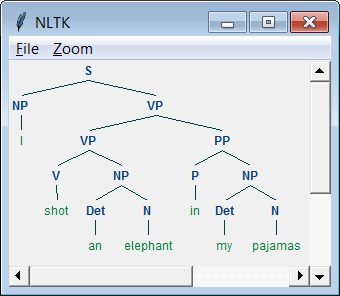 NLTK
File Zoom
S
NP VP
I VP PP
V NP P NP
shot Det N in Det N
an elephant my pajamas